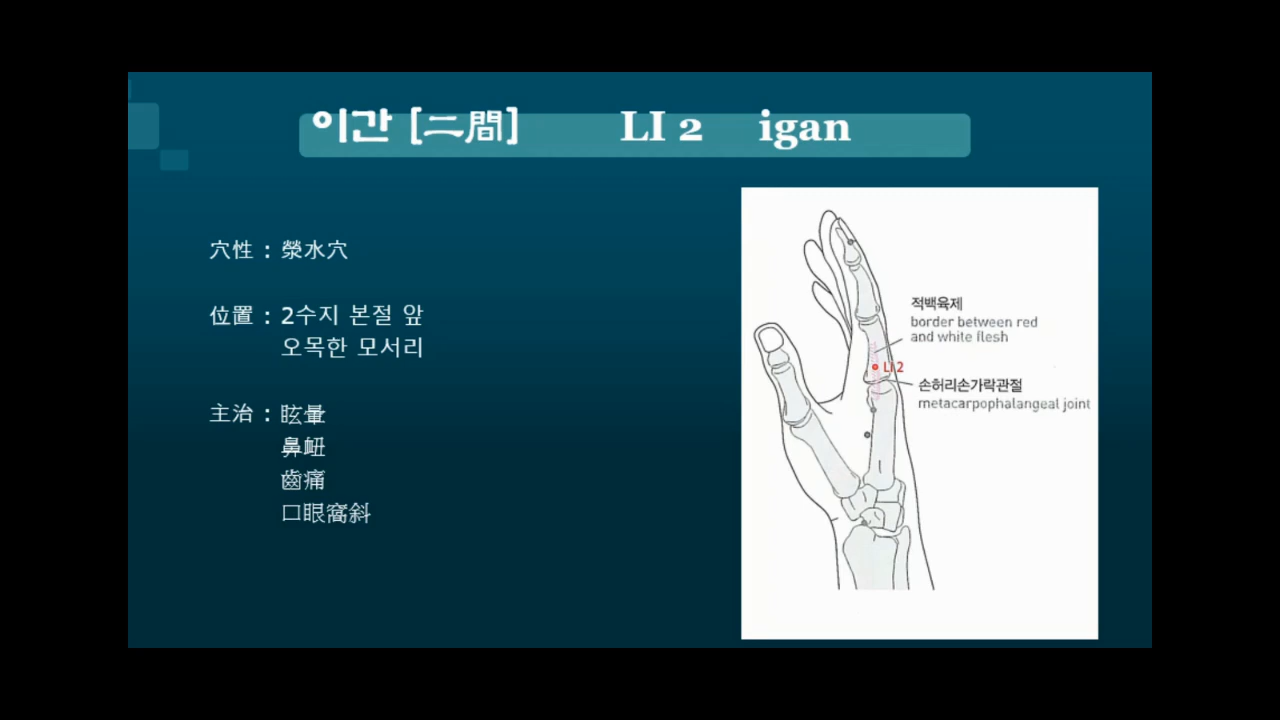 이간 [二間] LI 2 igan
穴性 : 滎水穴
位置 : 2수지 본절 앞
오목한 모서리
主治 : 眩暈
鼻衄
齒痛
口眼窩斜
적백육제
border between red
and white flesh
LI 2
손허리손가락관절
metacarpophalangeal joint